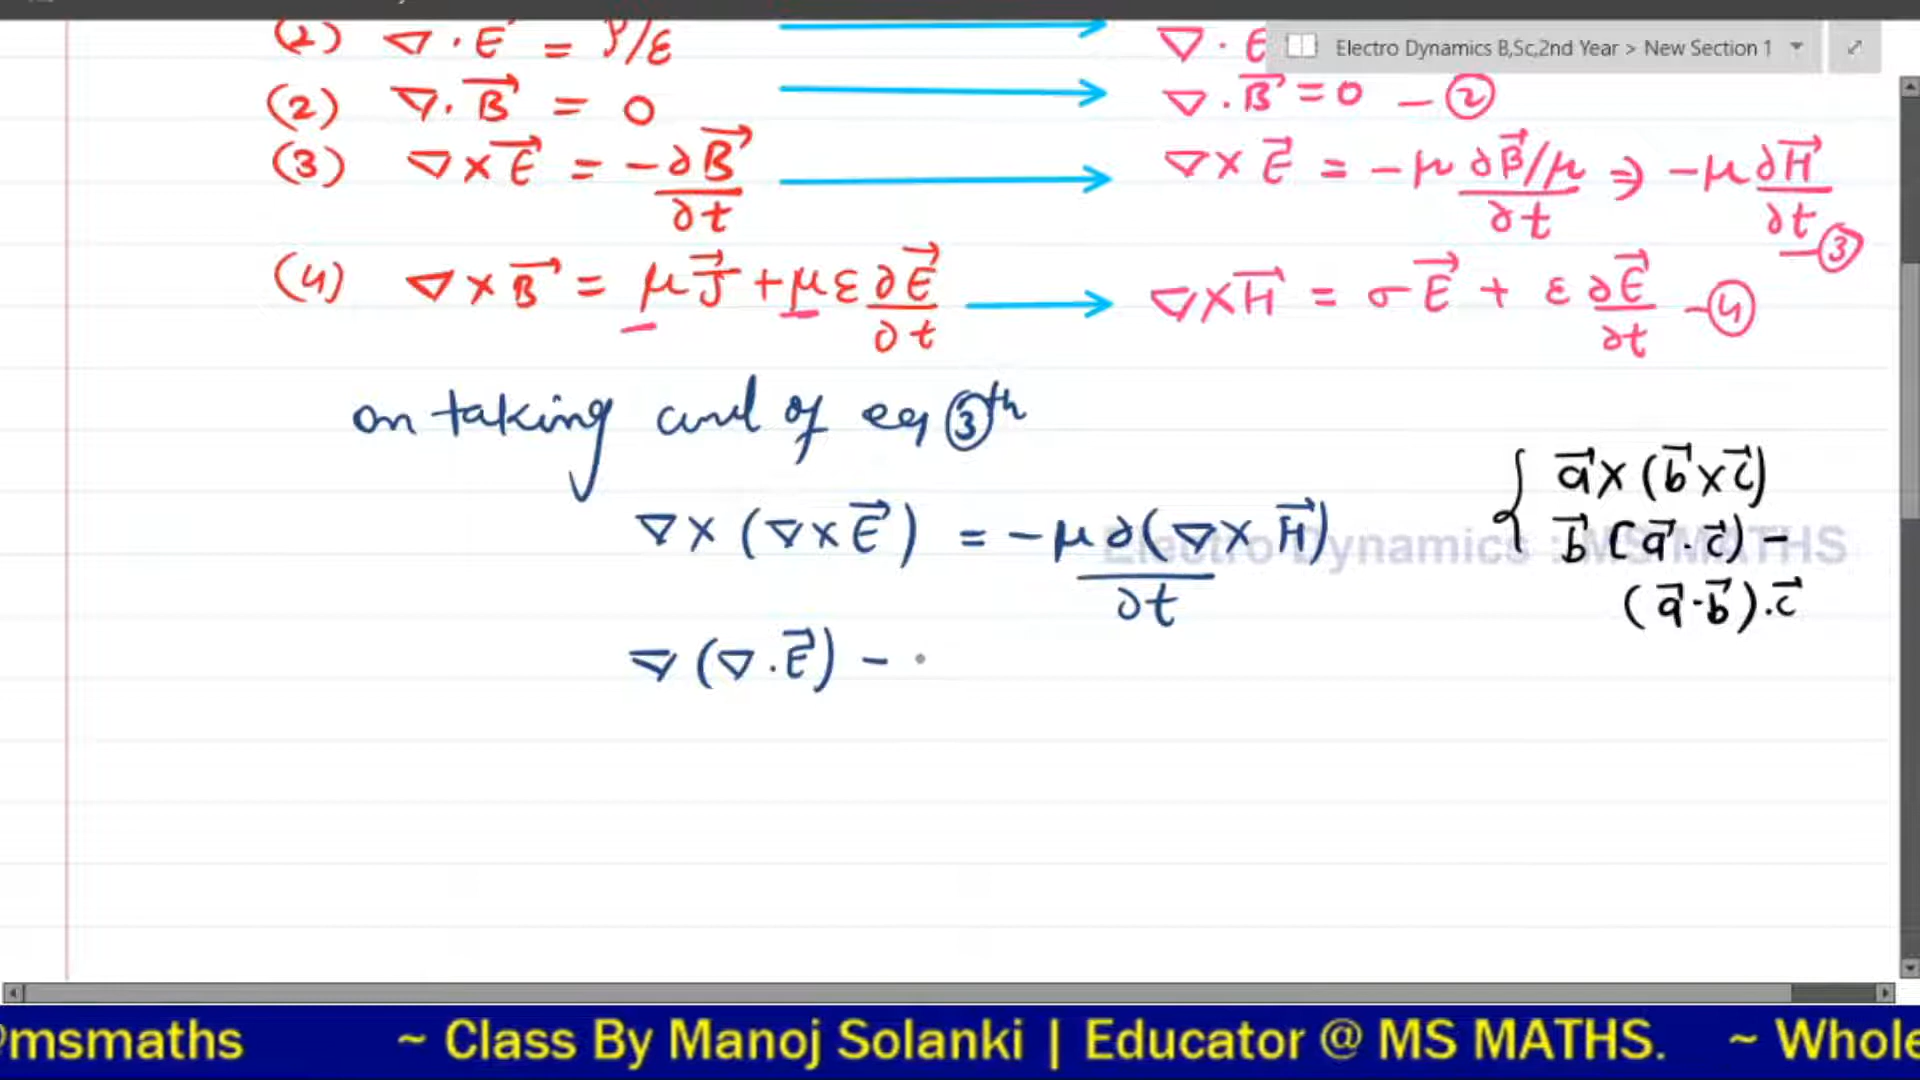 (1) ∇ · E⃗ = ρ/ε ∇ · E
Electro Dynamics B,Sc,2nd Year > New Section 1
(2) ∇ · B⃗ = 0 ∇ · B⃗ = 0 — ②
(3) ∇ × E⃗ = -∂B⃗/∂t ∇ × E⃗ = -μ ∂B⃗/μ / ∂t ⇒ -μ ∂H⃗/∂t — ③
(4) ∇ × B⃗ = μJ⃗ + με ∂E⃗/∂t ∇ × H⃗ = σE⃗ + ε ∂E⃗/∂t — ④
on taking curl of eq ③th
{ a⃗ × (b⃗ × c⃗)
∇ × (∇ × E⃗) = -μ ∂(∇ × H⃗)/∂t
b⃗ (a⃗ · c⃗) -
(a⃗ · b⃗) · c⃗
Electro Dynamics : MS MATHS
∇ (∇ · E⃗) -
@msmaths ~ Class By Manoj Solanki | Educator @ MS MATHS. ~ Whole